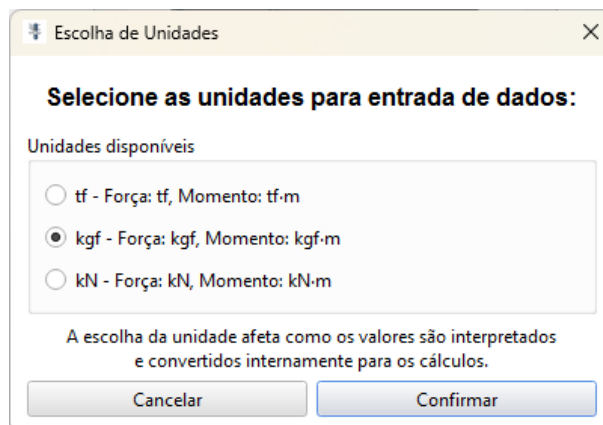 Escolha de Unidades
Selecione as unidades para entrada de dados:
Unidades disponíveis
tf - Força: tf, Momento: tf·m
kgf - Força: kgf, Momento: kgf·m
kN - Força: kN, Momento: kN·m
A escolha da unidade afeta como os valores são interpretados
e convertidos internamente para os cálculos.
Cancelar Confirmar